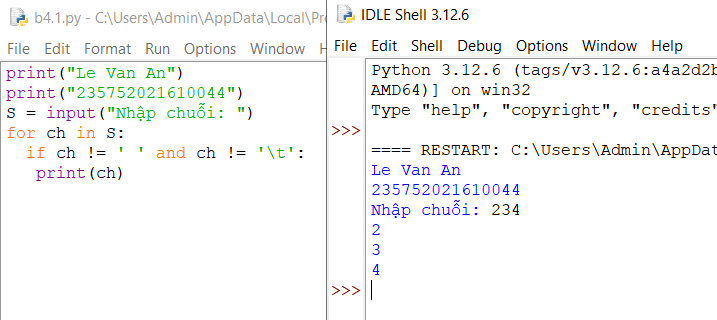 b4.1.py - C:\Users\Admin\AppData\Local\Pro
File Edit Format Run Options Window
print("Le Van An")
print("235752021610044")
S = input("Nhập chuỗi: ")
for ch in S:
  if ch != ' ' and ch != '\t':
   print(ch)
IDLE Shell 3.12.6
File Edit Shell Debug Options Window Help
Python 3.12.6 (tags/v3.12.6:a4a2d2b
AMD64)] on win32
Type "help", "copyright", "credits"
>>>
==== RESTART: C:\Users\Admin\AppDat
Le Van An
235752021610044
Nhập chuỗi: 234
2
3
4
>>>